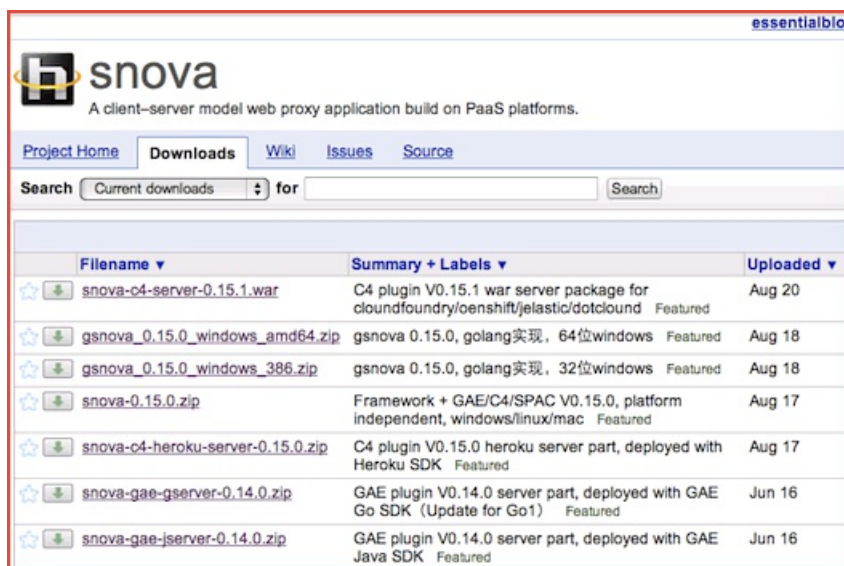 essentialblo
snova
A client–server model web proxy application build on PaaS platforms.
Project Home Downloads Wiki Issues Source
Search Current downloads for Search
Filename ▼ Summary + Labels ▼ Uploaded ▼
snova-c4-server-0.15.1.war C4 plugin V0.15.1 war server package for Aug 20
cloudfoundry/oenshift/jelastic/dotclound Featured
gsnova_0.15.0_windows_amd64.zip gsnova 0.15.0, golang实现，64位windows Featured Aug 18
gsnova_0.15.0_windows_386.zip gsnova 0.15.0, golang实现，32位windows Featured Aug 18
snova-0.15.0.zip Framework + GAE/C4/SPAC V0.15.0, platform Aug 17
independent, windows/linux/mac Featured
snova-c4-heroku-server-0.15.0.zip C4 plugin V0.15.0 heroku server part, deployed with Aug 17
Heroku SDK Featured
snova-gae-gserver-0.14.0.zip GAE plugin V0.14.0 server part, deployed with GAE Jun 16
Go SDK（Update for Go1） Featured
snova-gae-jserver-0.14.0.zip GAE plugin V0.14.0 server part, deployed with GAE Jun 16
Java SDK Featured